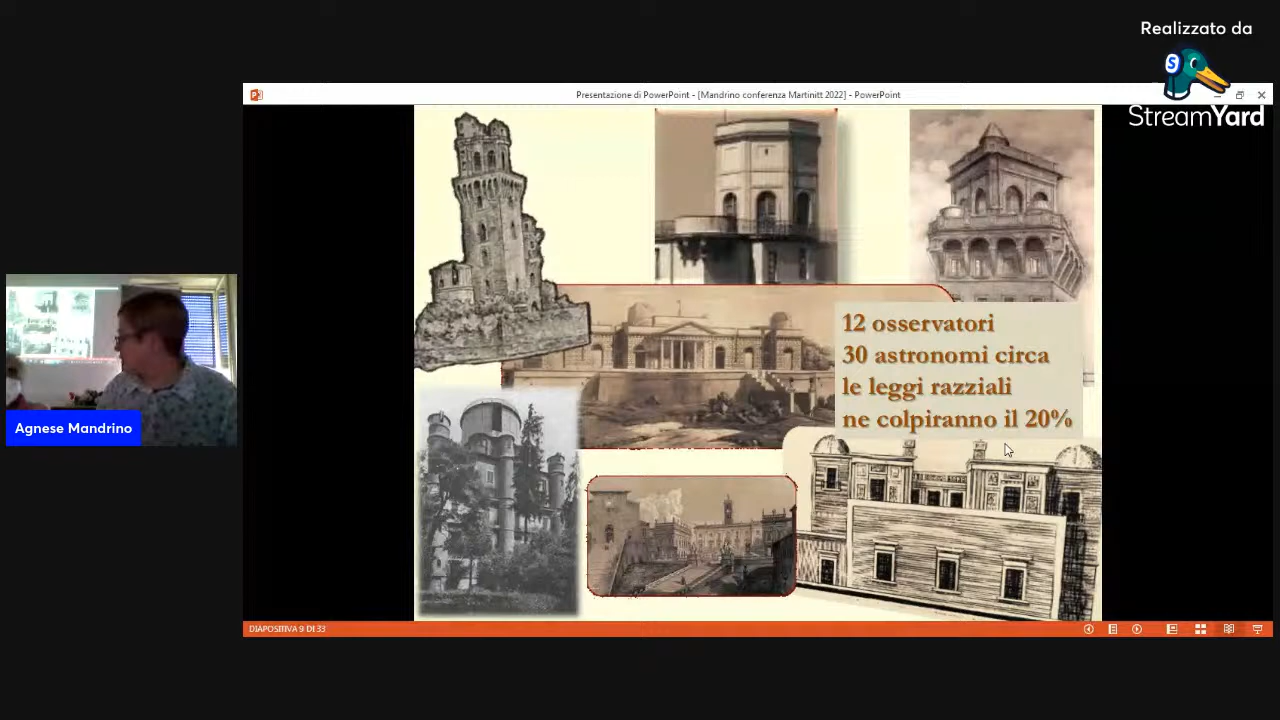 Realizzato da
StreamYard
Presentazione di PowerPoint - [Mandrino conferenza Martinitt 2022] - PowerPoint
12 osservatori
30 astronomi circa
le leggi razziali
ne colpiranno il 20%
Agnese Mandrino
DIAPOSITIVA 9 DI 33